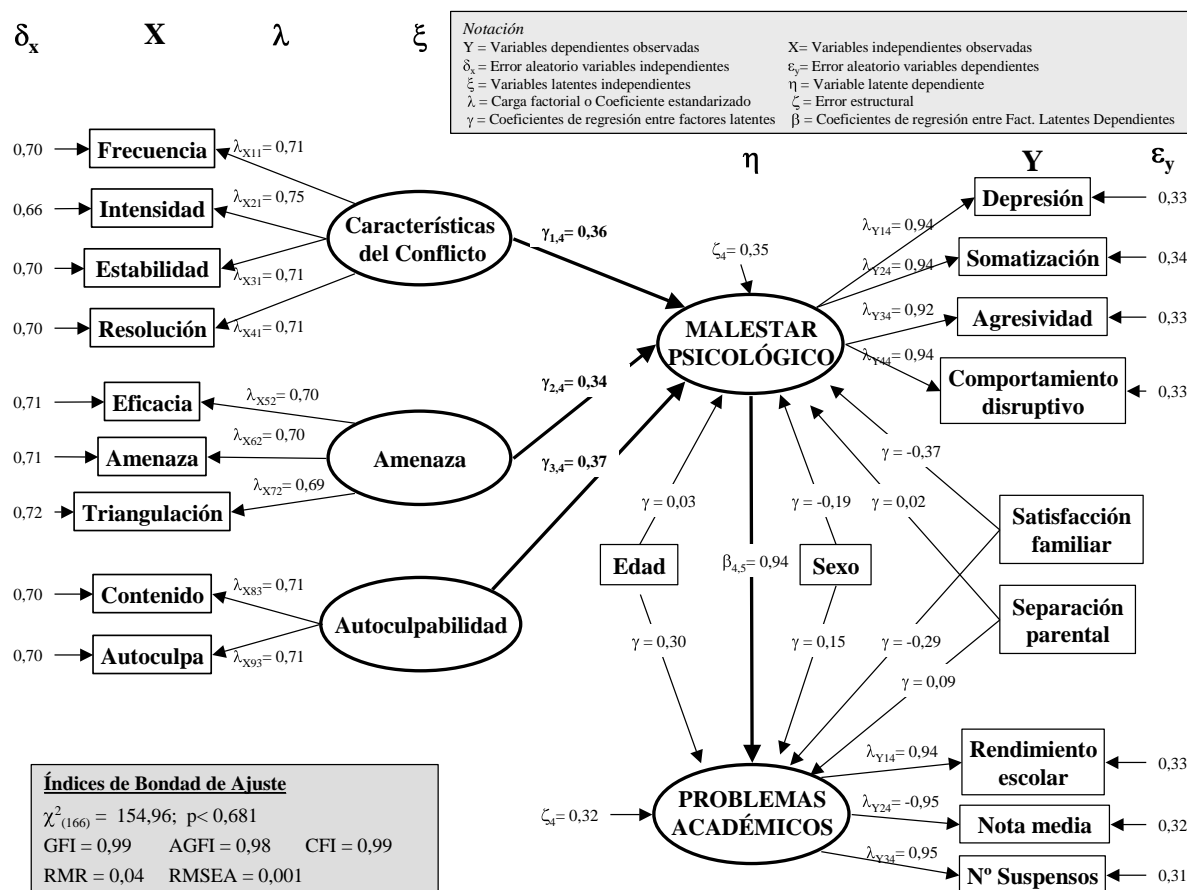 δx X λ ξ
Notación
Y = Variables dependientes observadas X= Variables independientes observadas
δx= Error aleatorio variables independientes εy= Error aleatorio variables dependientes
ξ = Variables latentes independientes η = Variable latente dependiente
λ = Carga factorial o Coeficiente estandarizado ζ = Error estructural
γ = Coeficientes de regresión entre factores latentes β = Coeficientes de regresión entre Fact. Latentes Dependientes
η Y εy
0,70 Frecuencia λX11= 0,71
0,66 Intensidad λX21= 0,75
0,70 Estabilidad λX31= 0,71
0,70 Resolución λX41= 0,71
Características
del Conflicto
γ1,4= 0,36
0,71 Eficacia λX52= 0,70
0,71 Amenaza λX62= 0,70
0,72 Triangulación λX72= 0,69
Amenaza
γ2,4= 0,34
0,70 Contenido λX83= 0,71
0,70 Autoculpa λX93= 0,71
Autoculpabilidad
γ3,4= 0,37
ζ4= 0,35
MALESTAR
PSICOLÓGICO
λY14= 0,94 Depresión 0,33
λY24= 0,94 Somatización 0,34
λY34= 0,92 Agresividad 0,33
λY44= 0,94 Comportamiento
disruptivo 0,33
γ = 0,03 γ = -0,19 γ = 0,02 γ = -0,37
Edad β4,5= 0,94 Sexo
Satisfacción
familiar
Separación
parental
γ = 0,30 γ = 0,15 γ = -0,29 γ = 0,09
ζ4= 0,32
PROBLEMAS
ACADÉMICOS
λY14= 0,94 Rendimiento
escolar 0,33
λY24= -0,95 Nota media 0,32
λY34= 0,95 Nº Suspensos 0,31
Índices de Bondad de Ajuste
χ2(166) = 154,96; p< 0,681
GFI = 0,99 AGFI = 0,98 CFI = 0,99
RMR = 0,04 RMSEA = 0,001